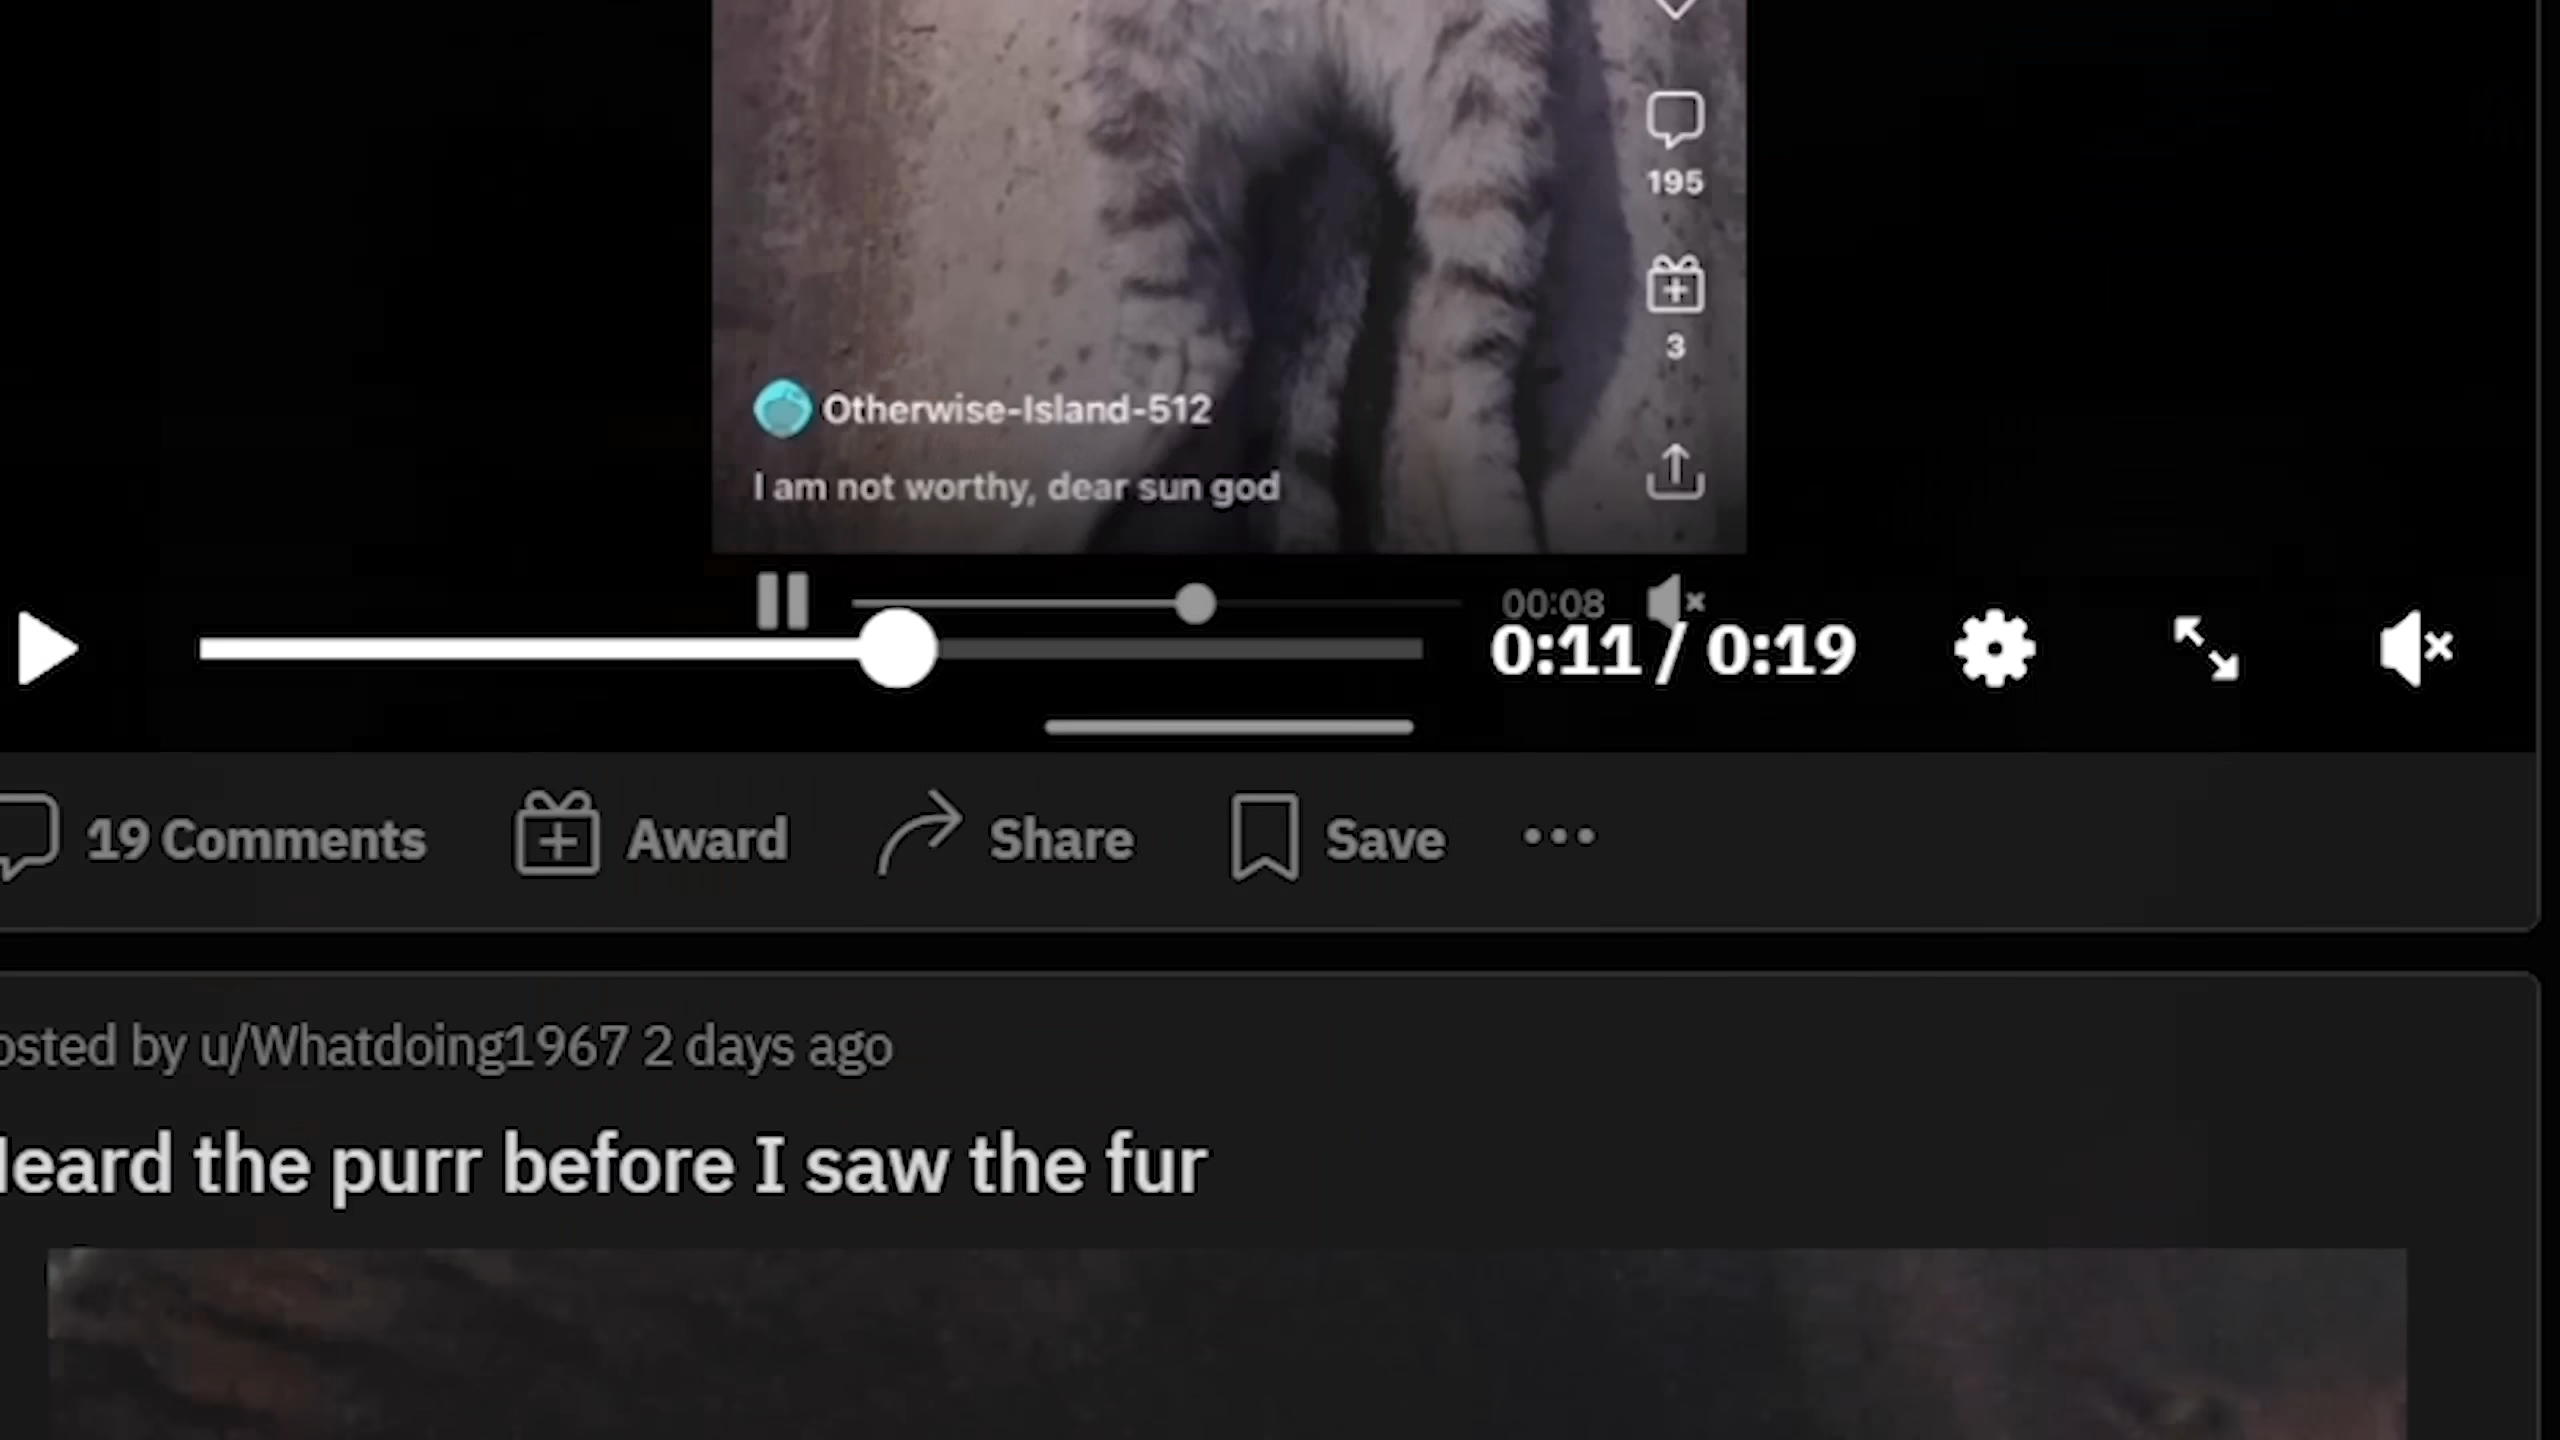 195
3
Otherwise-Island-512
I am not worthy, dear sun god
00:08
0:11 / 0:19
19 Comments Award Share Save
osted by u/Whatdoing1967 2 days ago
eard the purr before I saw the fur